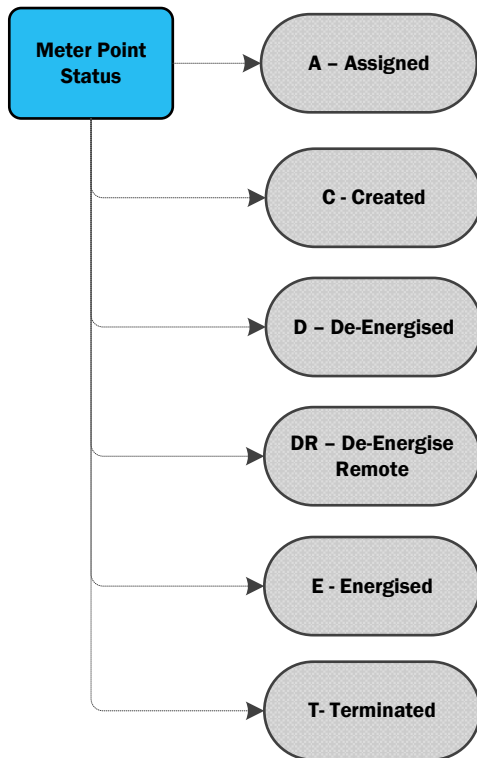 Meter Point
Status
A – Assigned
C - Created
D – De-Energised
DR – De-Energise
Remote
E - Energised
T- Terminated